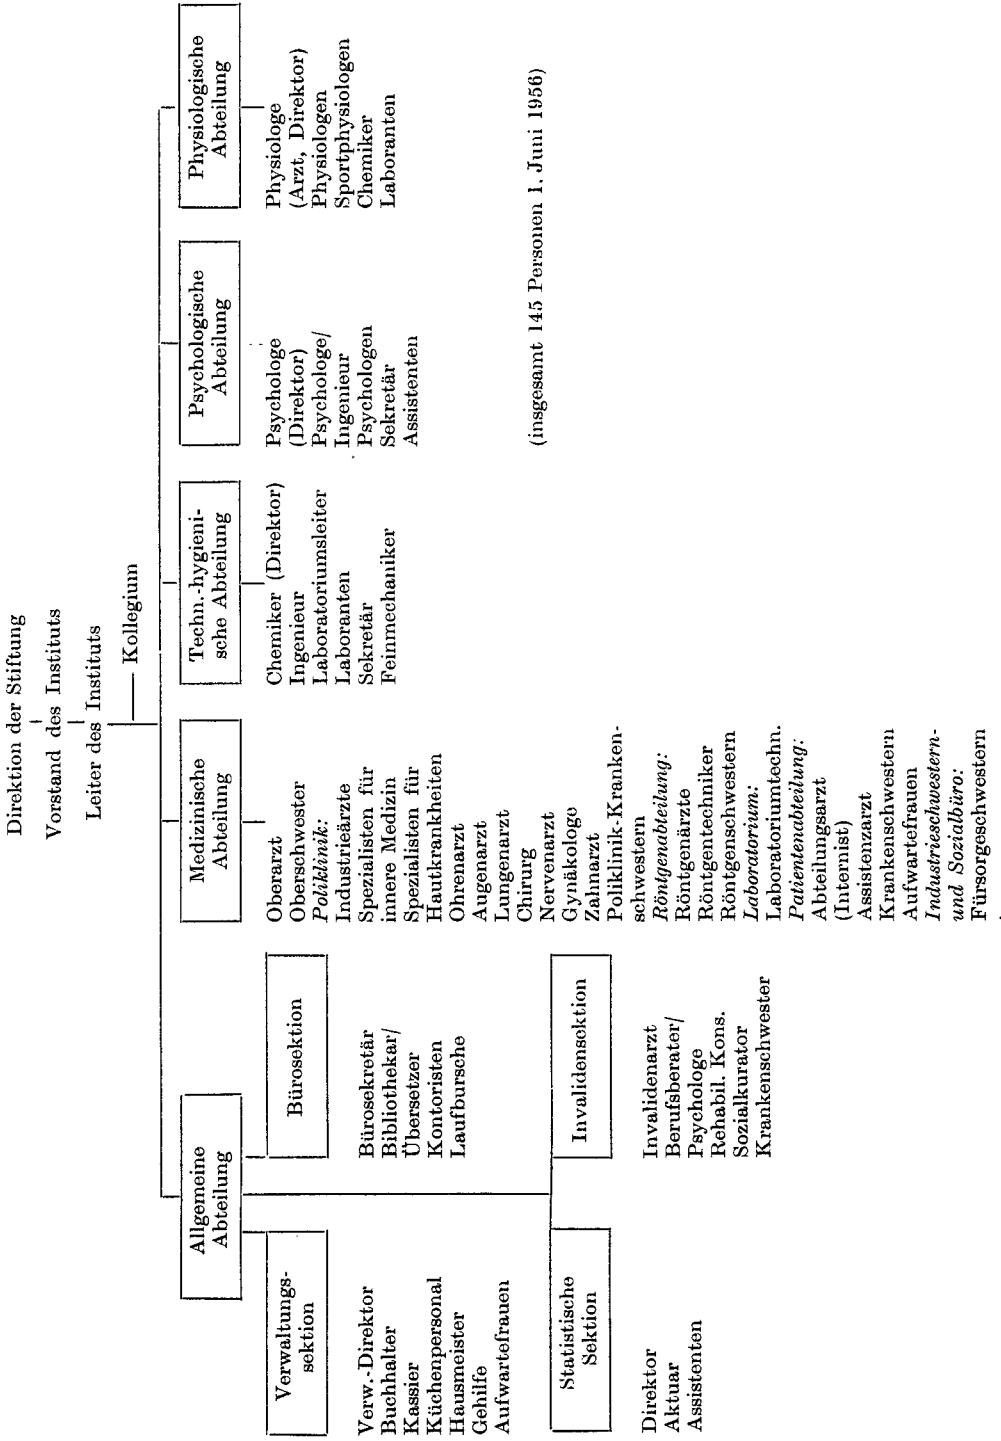 Direktion der Stiftung
Vorstand des Instituts
Leiter des Instituts
Kollegium
Allgemeine
Abteilung
Verwaltungs-
sektion
Verw.-Direktor
Buchhalter
Kassier
Küchenpersonal
Hausmeister
Gehilfe
Aufwartefrauen
Bürosektion
Bürosekretär
Bibliothekar/
Übersetzer
Kontoristen
Laufbursche
Statistische
Sektion
Direktor
Aktuar
Assistenten
Invalidensektion
Invalidenarzt
Berufsberater/
Psychologe
Rehabil. Kons.
Sozialkurator
Krankenschwester
Medizinische
Abteilung
Oberarzt
Oberschwester
Poliklinik:
Industrieärzte
Spezialisten für
innere Medizin
Spezialisten für
Hautkrankheiten
Ohrenarzt
Augenarzt
Lungenarzt
Chirurg
Nervenarzt
Gynäkologe
Zahnarzt
Poliklinik-Kranken-
schwestern
Röntgenabteilung:
Röntgenärzte
Röntgentechniker
Röntgenschwestern
Laboratorium:
Laboratoriumtechn.
Patientenabteilung:
Abteilungsarzt
(Internist)
Assistenzarzt
Krankenschwestern
Aufwartefrauen
Industrieschwestern-
und Sozialbüro:
Fürsorgeschwestern
Techn.-hygieni-
sche Abteilung
Chemiker (Direktor)
Ingenieur
Laboratoriumsleiter
Laboranten
Sekretär
Feinmechaniker
Psychologische
Abteilung
Psychologe
(Direktor)
Psychologe/
Ingenieur
Psychologen
Sekretär
Assistenten
Physiologische
Abteilung
Physiologe
(Arzt, Direktor)
Physiologen
Sportphysiologen
Chemiker
Laboranten
(insgesamt 145 Personen 1. Juni 1956)